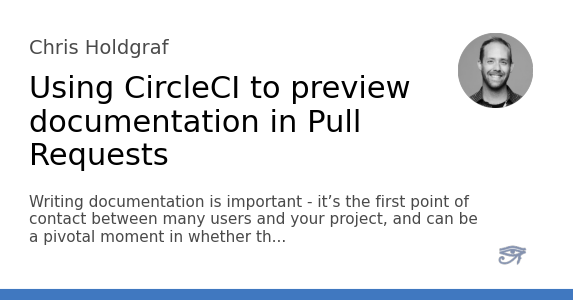 Chris Holdgraf
Using CircleCI to preview
documentation in Pull
Requests
Writing documentation is important - it’s the first point of
contact between many users and your project, and can be
a pivotal moment in whether th...